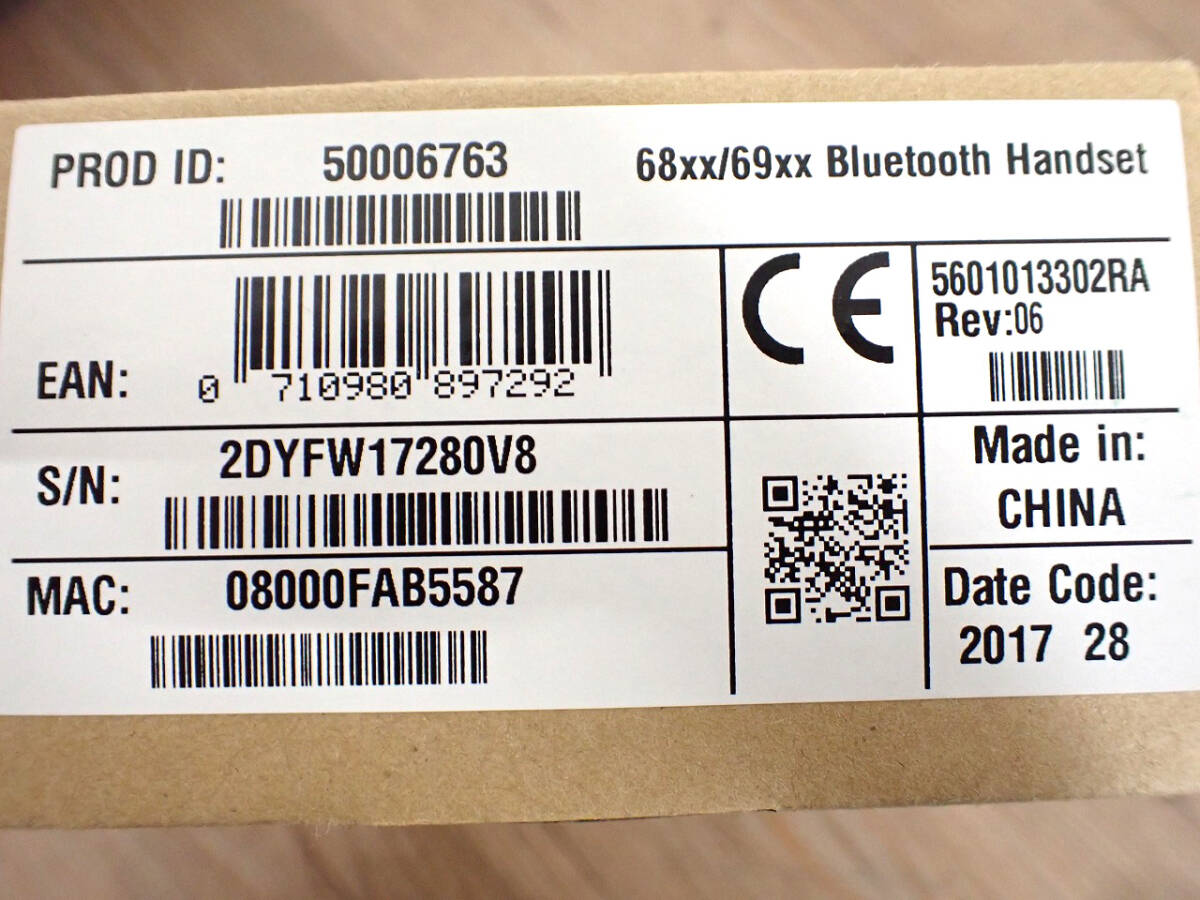 PROD ID: 50006763 68xx/69xx Bluetooth Handset
EAN: 0 710980 897292
CE
5601013302RA
Rev:06
S/N: 2DYFW17280V8
Made in:
CHINA
MAC: 08000FAB5587
Date Code:
2017 28